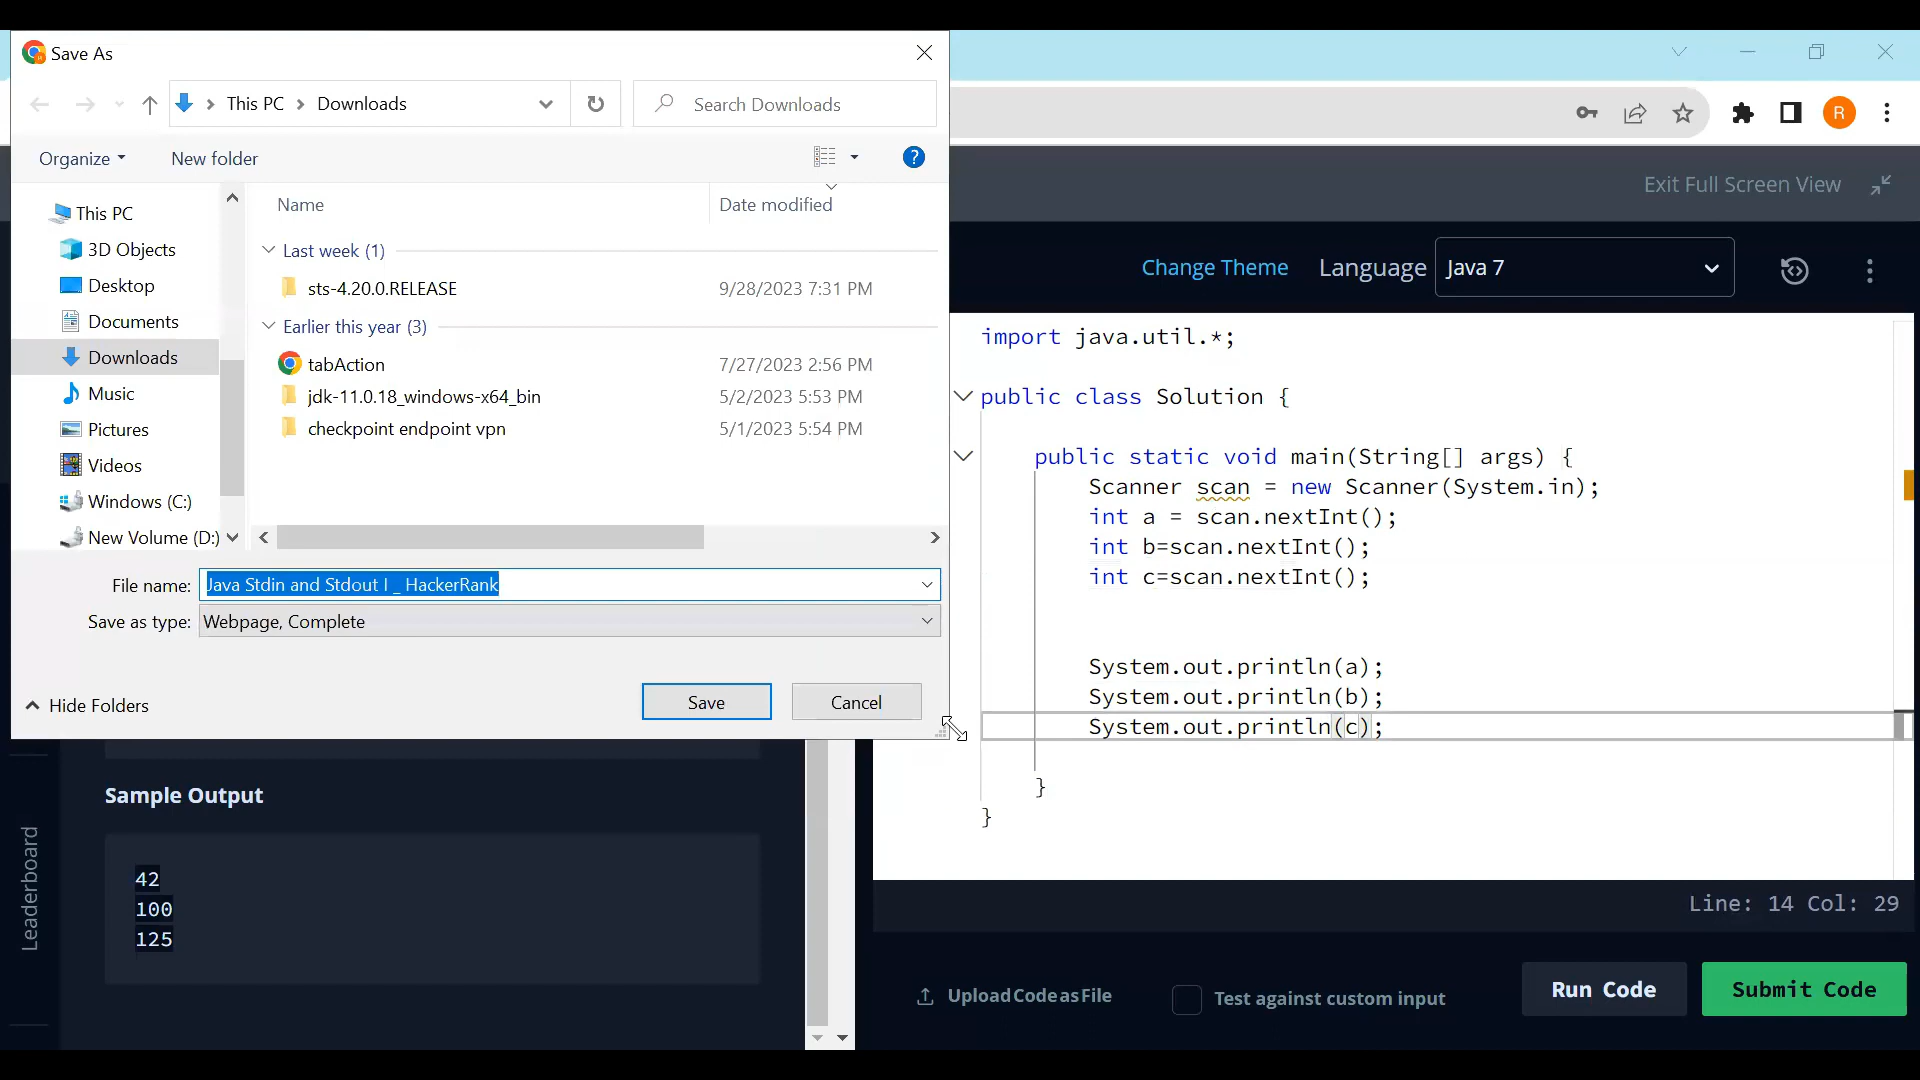 Save As
This PC
Downloads
Search Downloads
Organize
New folder
?
This PC
3D Objects
Desktop
Documents
Downloads
Music
Pictures
Videos
Windows (C:)
New Volume (D:)
Name
Date modified
Last week (1)
sts-4.20.0.RELEASE
9/28/2023 7:31 PM
Earlier this year (3)
tabAction
7/27/2023 2:56 PM
jdk-11.0.18_windows-x64_bin
5/2/2023 5:53 PM
checkpoint endpoint vpn
5/1/2023 5:54 PM
File name:
Java Stdin and Stdout I _ HackerRank
Save as type:
Webpage, Complete
Hide Folders
Save
Cancel
R
Exit Full Screen View
Change Theme
Language
Java 7
import java.util.*;
public class Solution {
public static void main(String[] args) {
Scanner scan = new Scanner(System.in);
int a = scan.nextInt();
int b=scan.nextInt();
int c=scan.nextInt();
System.out.println(a);
System.out.println(b);
System.out.println(c);
}
}
Line: 14 Col: 29
Leaderboard
Sample Output
42
100
125
Upload Code as File
Test against custom input
Run Code
Submit Code